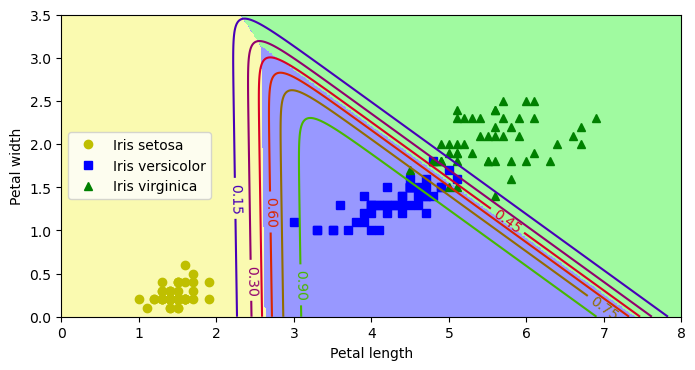 3.5
3.0
2.5
2.0
1.5
1.0
0.5
0.0
Petal width
Iris setosa
Iris versicolor
Iris virginica
0.15
0.30
0.60
0.90
0.45
0.75
0 1 2 3 4 5 6 7 8
Petal length